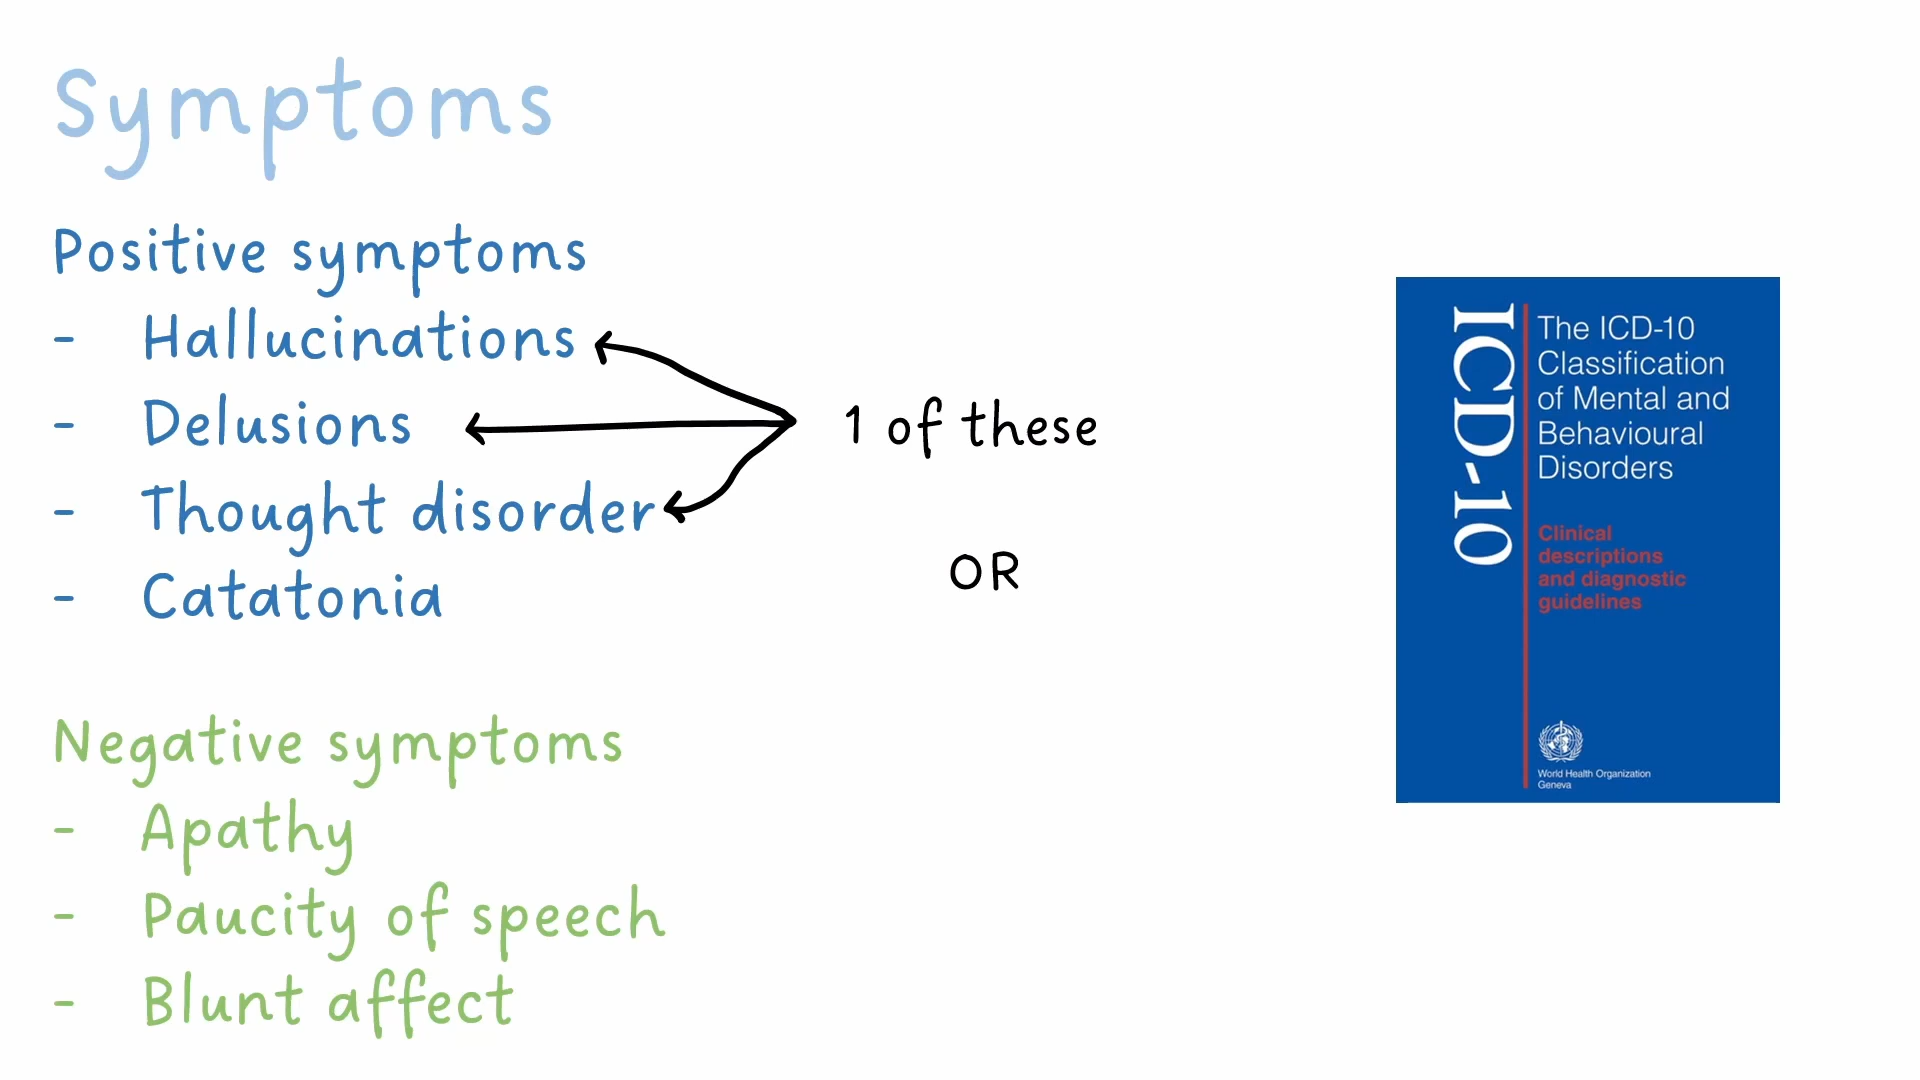 Symptoms
Positive symptoms
- Hallucinations
- Delusions
- Thought disorder
- Catatonia
1 of these
OR
Negative symptoms
- Apathy
- Paucity of speech
- Blunt affect
ICD-10
The ICD-10
Classification
of Mental and
Behavioural
Disorders
Clinical
descriptions
and diagnostic
guidelines
World Health Organization
Geneva